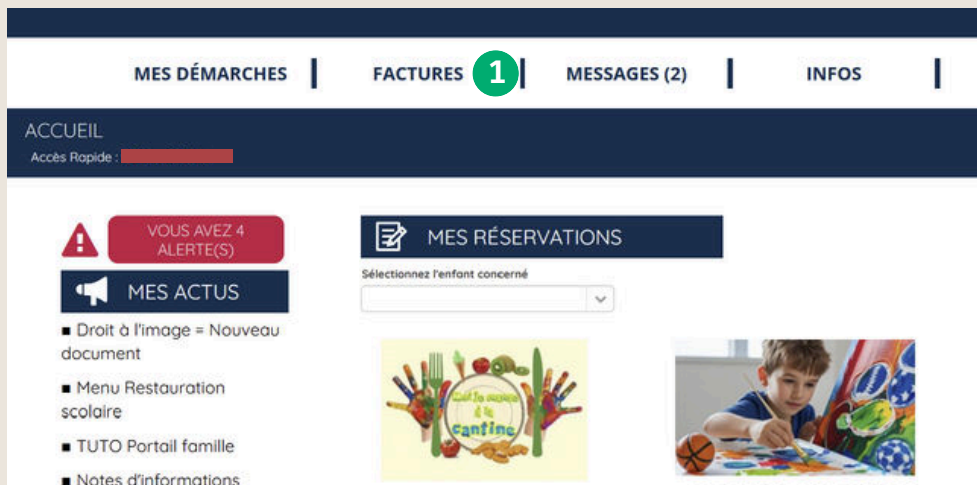 MES DÉMARCHES
FACTURES
1
MESSAGES (2)
INFOS
ACCUEIL
Accès Rapide :
VOUS AVEZ 4
ALERTE(S)
MES ACTUS
■ Droit à l'image = Nouveau
document
■ Menu Restauration
scolaire
■ TUTO Portail famille
■ Notes d'informations
MES RÉSERVATIONS
Sélectionnez l'enfant concerné
à la
cantine